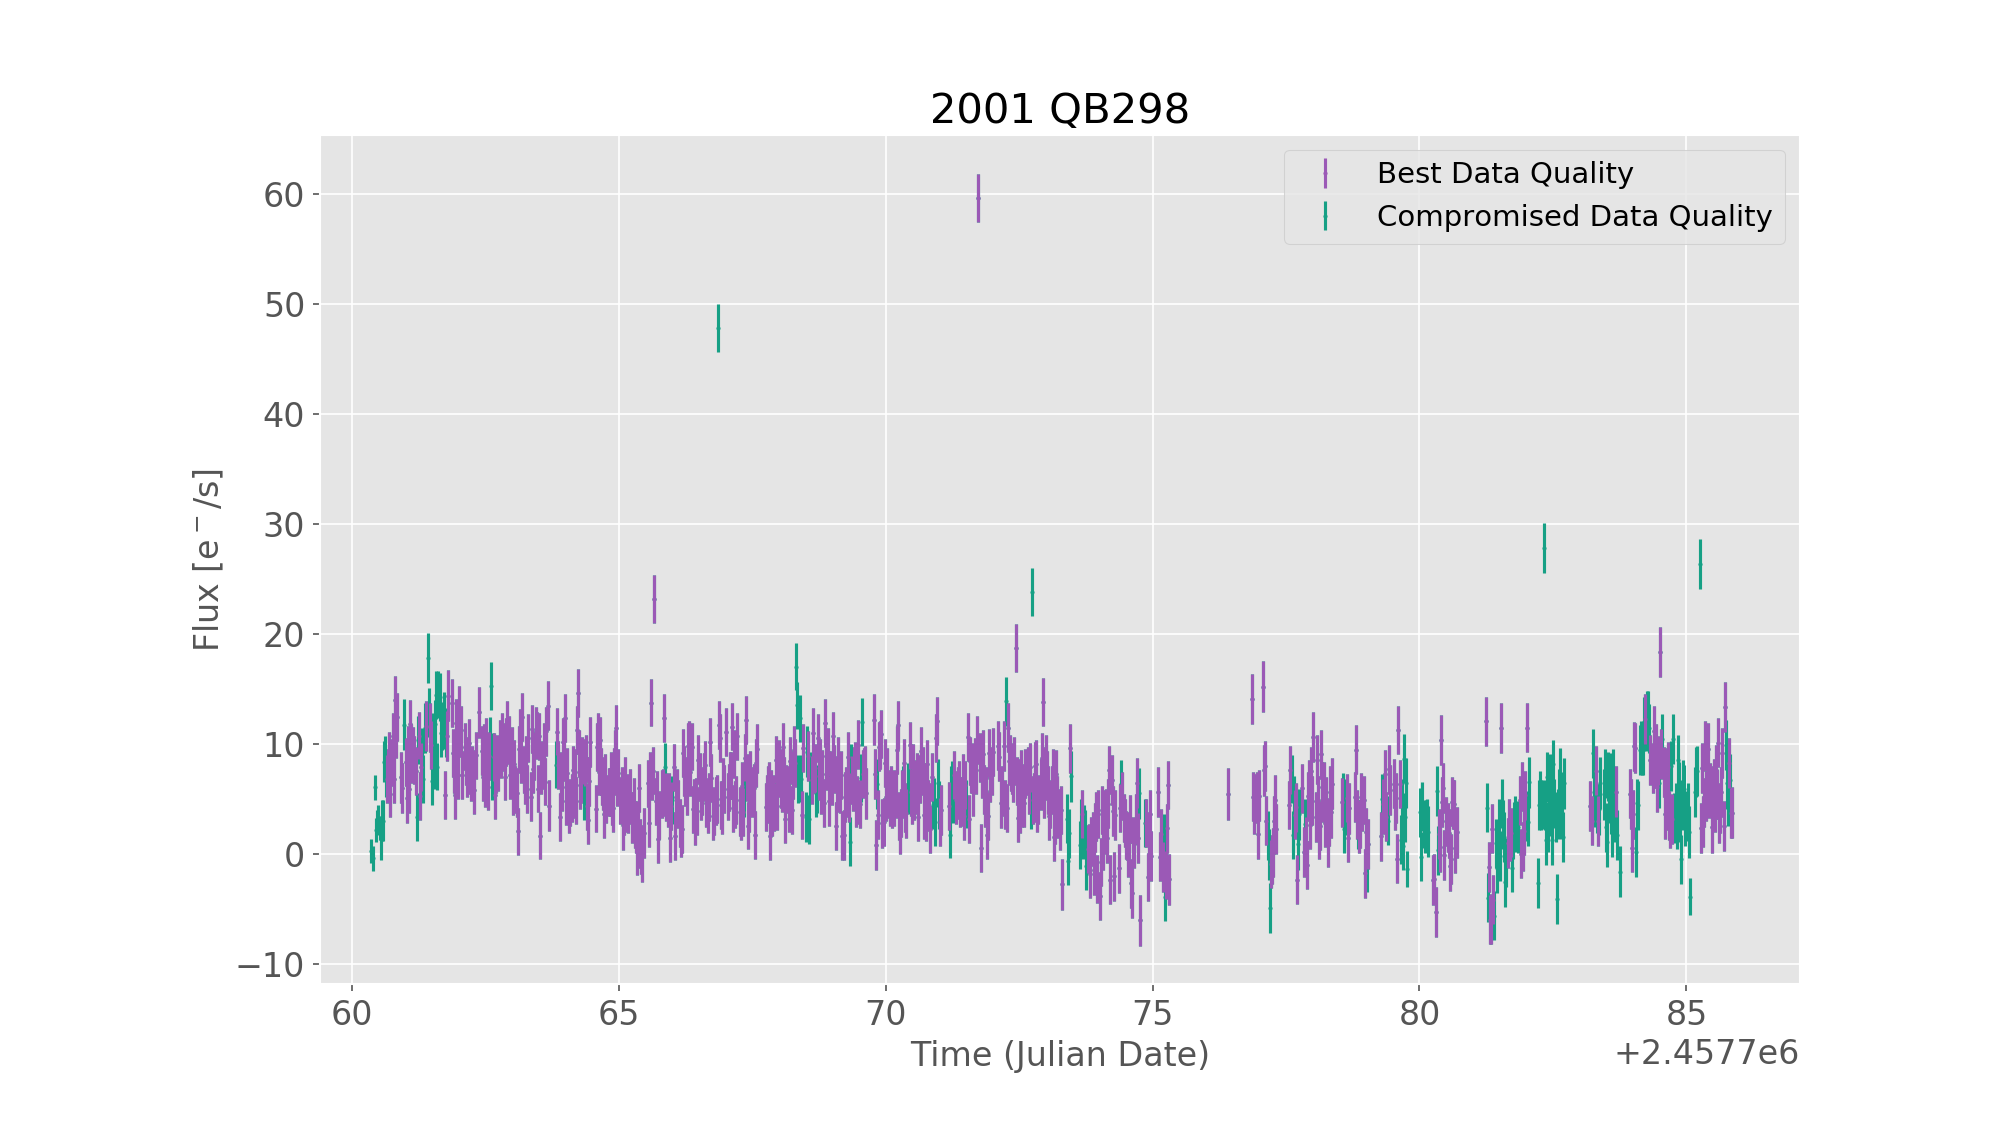 2001 QB298
Best Data Quality
Compromised Data Quality
60
50
40
30
20
10
0
−10
Flux [e⁻/s]
60 65 70 75 80 85
Time (Julian Date)
+2.4577e6